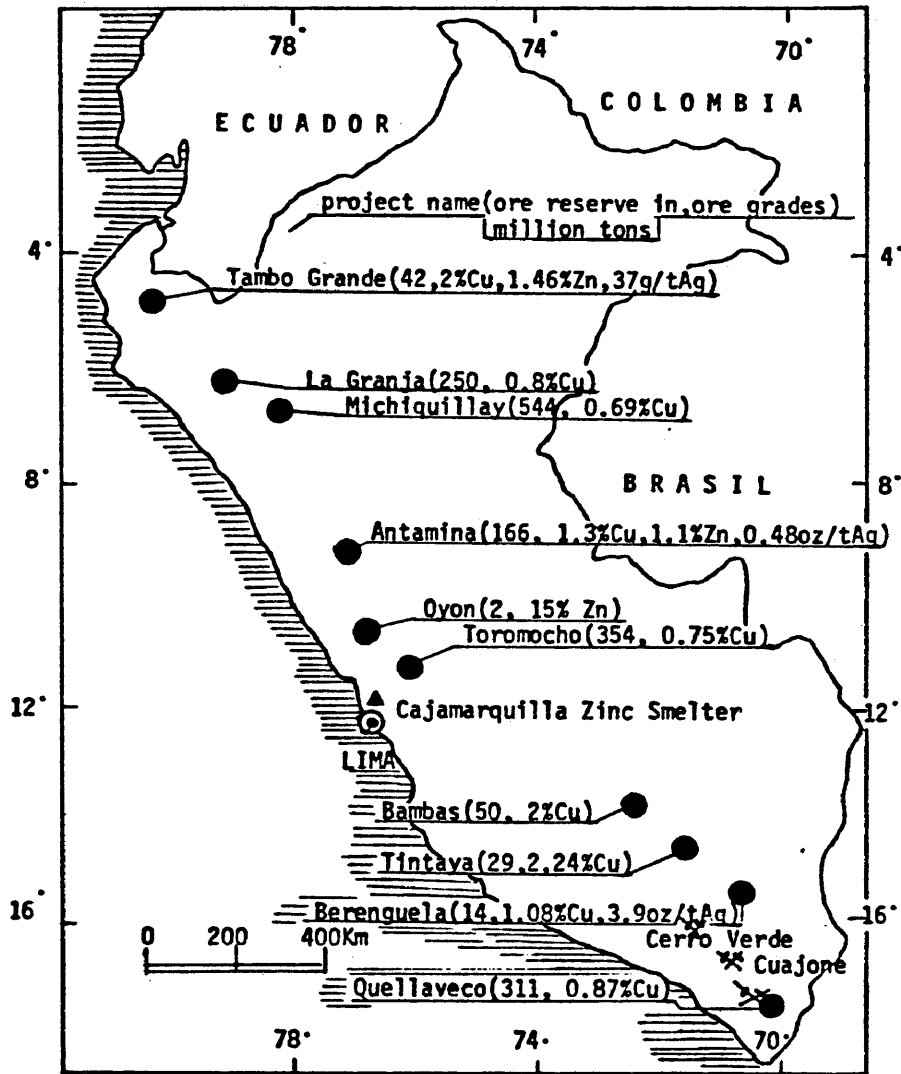 78°
74°
70°
COLOMBIA
ECUADOR
project name(ore reserve in,ore grades)
million tons
4°
4°
Tambo Grande(42,2%Cu,1.46%Zn,37g/tAg)
La Granja(250, 0.8%Cu)
Michiquillay(544, 0.69%Cu)
8°
BRASIL
8°
Antamina(166, 1.3%Cu,1.1%Zn,0.48oz/tAg)
Oyon(2, 15% Zn)
Toromocho(354, 0.75%Cu)
12°
Cajamarquilla Zinc Smelter
12°
LIMA
Bambas(50, 2%Cu)
Tintaya(29,2,24%Cu)
16°
Berenguela(14,1.08%Cu,3.9oz/tAg)
16°
Cerro Verde
0 200 400Km
Cuajone
Quellaveco(311, 0.87%Cu)
78°
74°
70°